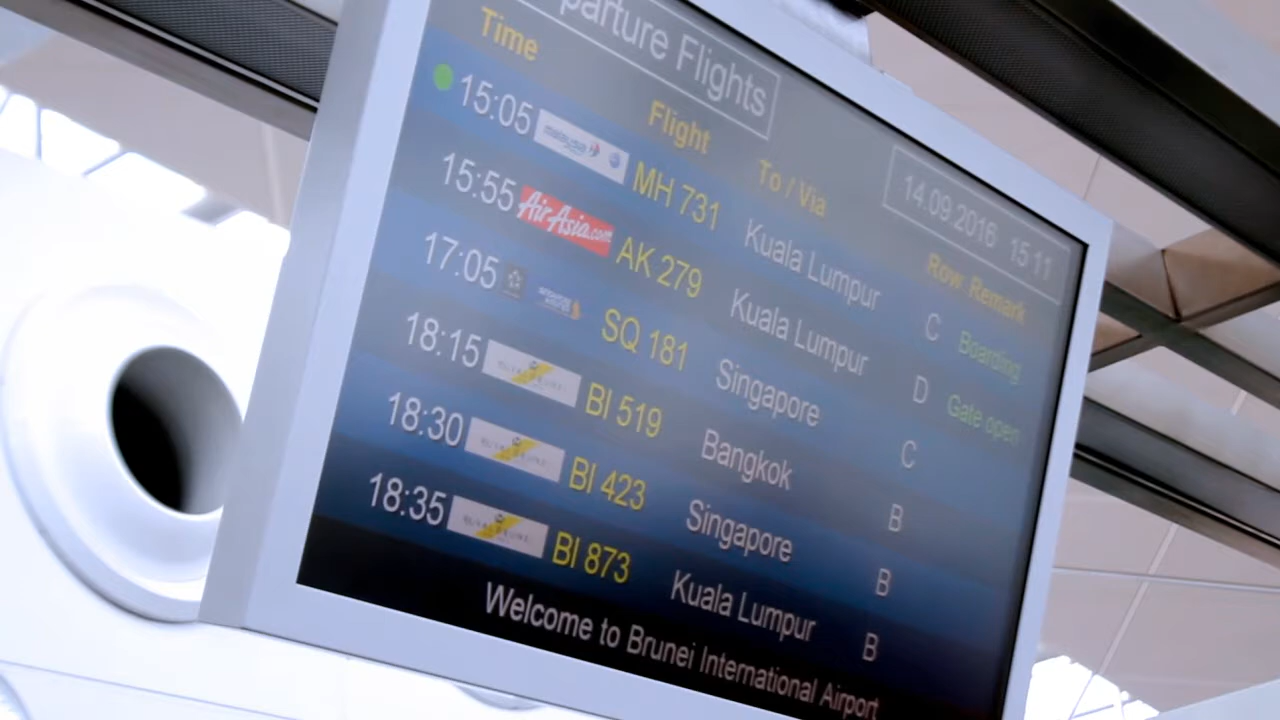 parture Flights
14.09.2016 15:11
Time Flight To / Via Row Remark
15:05 malaysia MH 731 Kuala Lumpur C Boarding
15:55 AirAsia.com AK 279 Kuala Lumpur D Gate open
17:05 SQ 181 Singapore C
18:15 BI 519 Bangkok B
18:30 BI 423 Singapore B
18:35 BI 873 Kuala Lumpur B
Welcome to Brunei International Airport